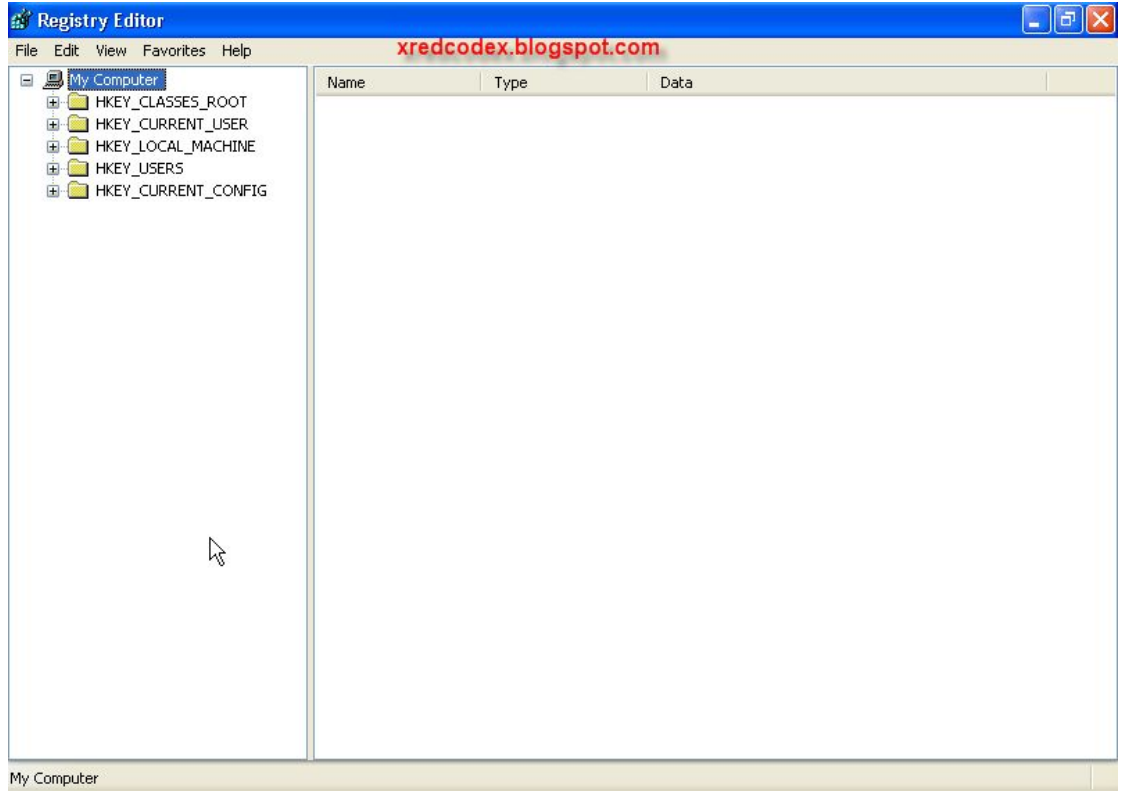 Registry Editor
File Edit View Favorites Help
xredcodex.blogspot.com
My Computer
HKEY_CLASSES_ROOT
HKEY_CURRENT_USER
HKEY_LOCAL_MACHINE
HKEY_USERS
HKEY_CURRENT_CONFIG
Name Type Data
My Computer